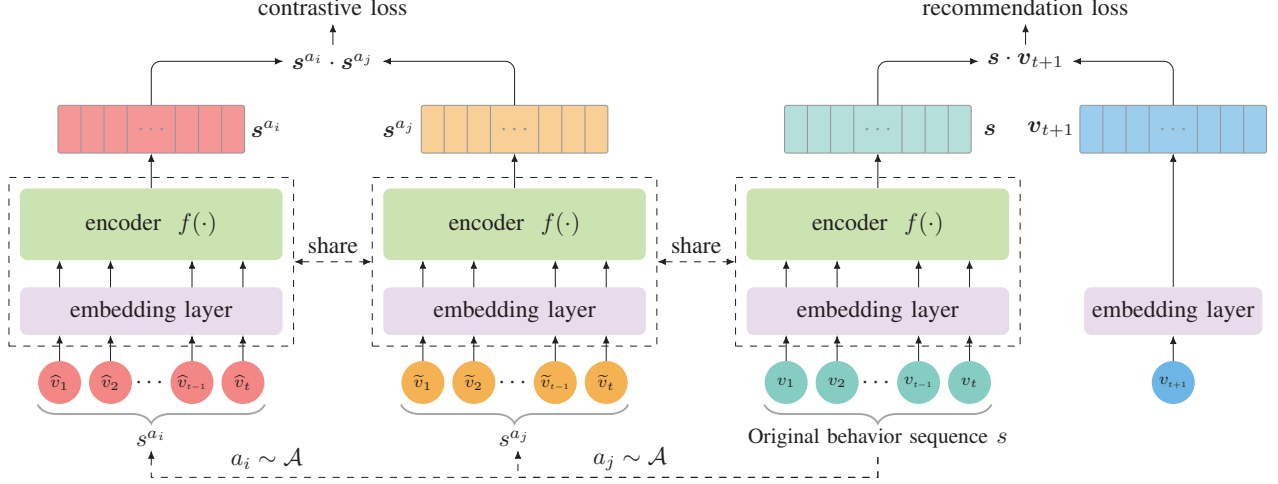 contrastive loss recommendation loss
s^{a_i} · s^{a_j} s · v_{t+1}
··· s^{a_i} s^{a_j} ··· ··· s v_{t+1} ···
encoder f(·) encoder f(·) encoder f(·)
share share
embedding layer embedding layer embedding layer embedding layer
v̂_1 v̂_2 ··· v̂_{t−1} v̂_t ṽ_1 ṽ_2 ··· ṽ_{t−1} ṽ_t v_1 v_2 ··· v_{t−1} v_t v_{t+1}
s^{a_i} s^{a_j} Original behavior sequence s
a_i ∼ 𝒜 a_j ∼ 𝒜